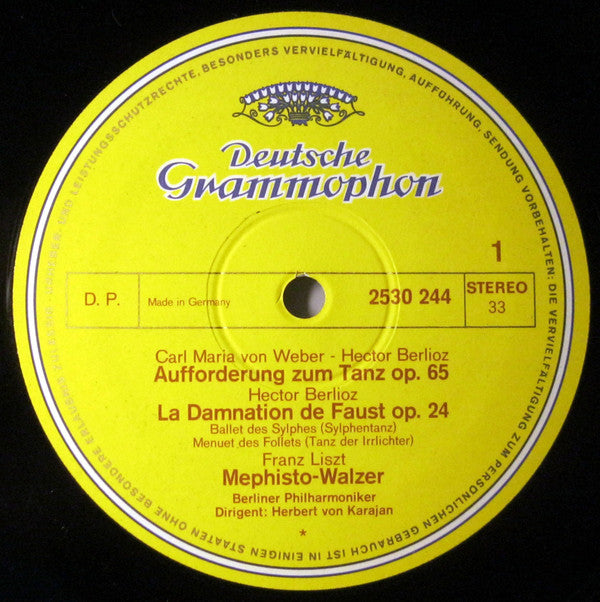 Deutsche
Grammophon
1
D. P.
Made in Germany
2530 244
STEREO
33
Carl Maria von Weber - Hector Berlioz
Aufforderung zum Tanz op. 65
Hector Berlioz
La Damnation de Faust op. 24
Ballet des Sylphes (Sylphentanz)
Menuet des Follets (Tanz der Irrlichter)
Franz Liszt
Mephisto-Walzer
Berliner Philharmoniker
Dirigent: Herbert von Karajan
*
UND LEISTUNGSSCHUTZRECHTE, BESONDERS VERVIELFÄLTIGUNG, AUFFÜHRUNG, SENDUNG VORBEHALTEN: DIE VERVIELFÄLTIGUNG ZUM PERSÖNLICHEN GEBRAUCH IST IN EINIGEN STAATEN OHNE BESONDERE ERLAUBNIS